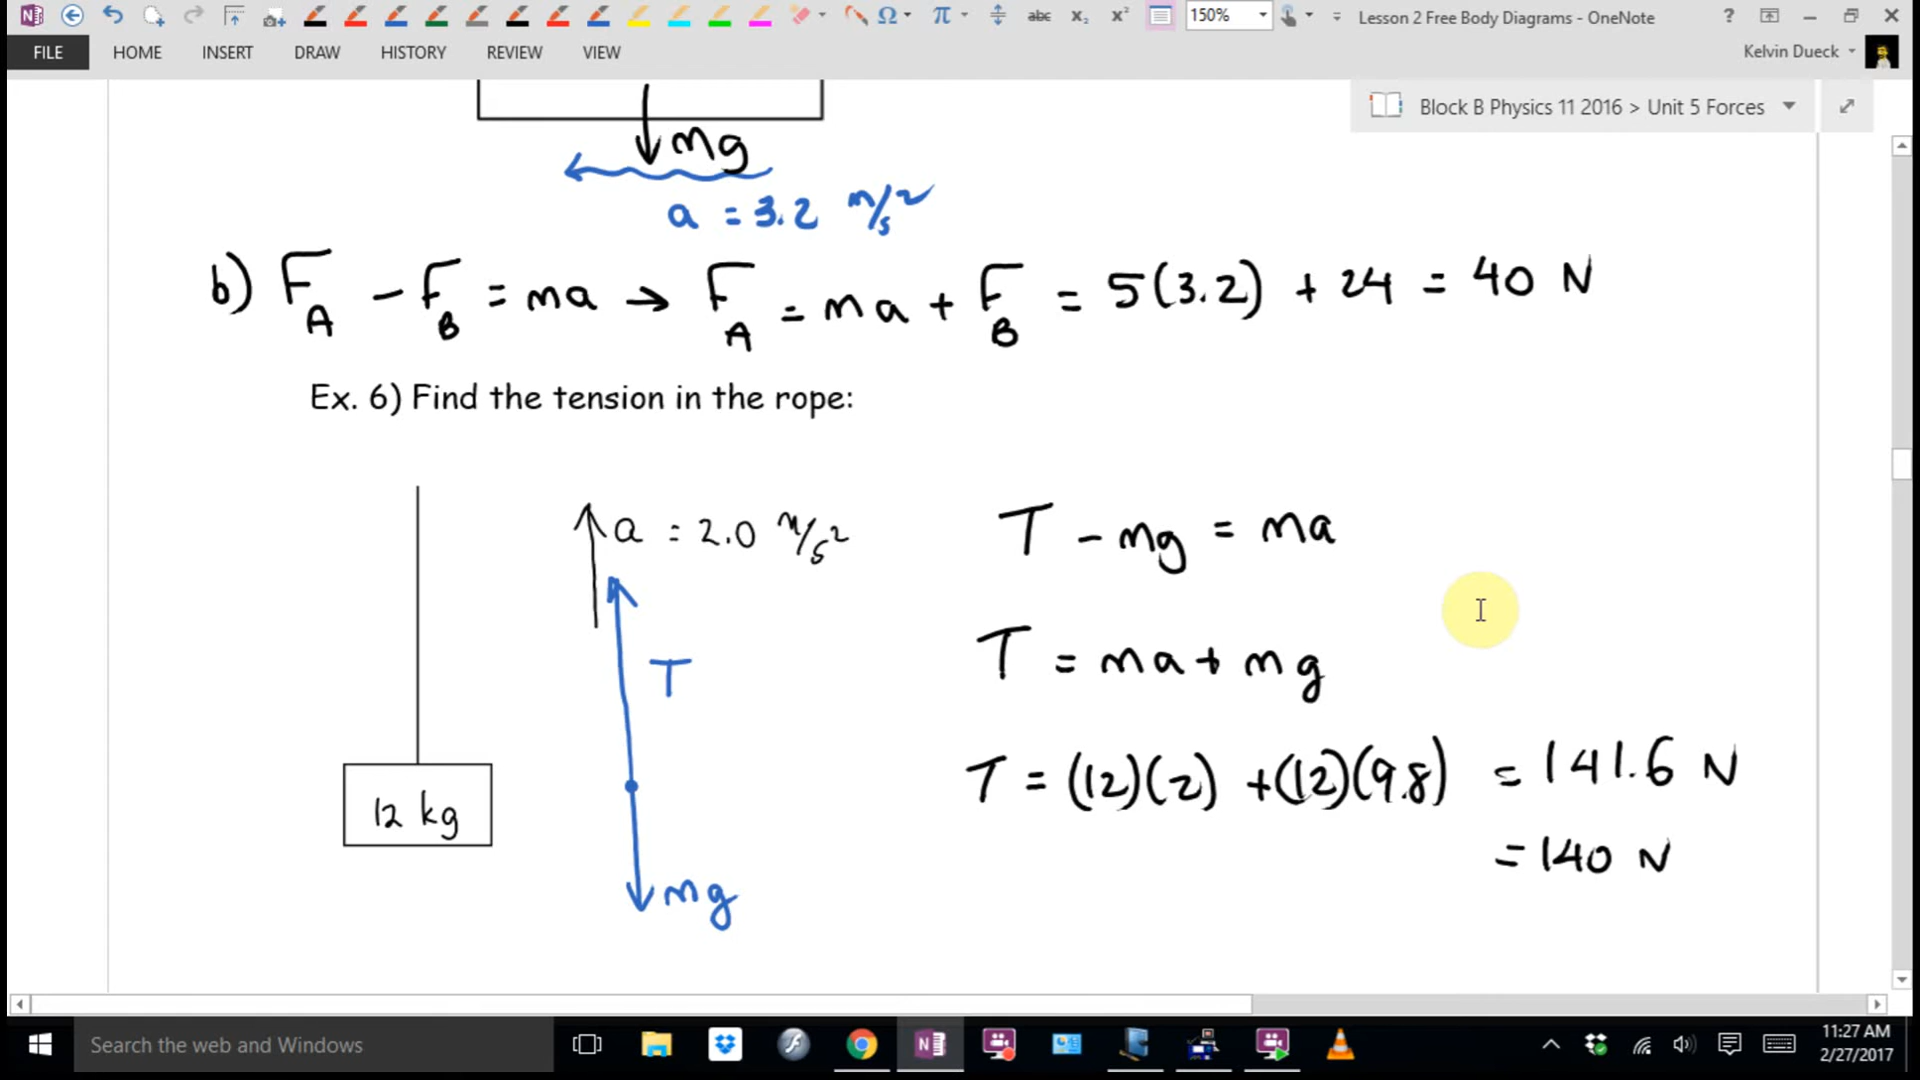 150%
Lesson 2 Free Body Diagrams - OneNote
?
FILE
HOME
INSERT
DRAW
HISTORY
REVIEW
VIEW
Kelvin Dueck
Block B Physics 11 2016 > Unit 5 Forces
mg
a = 3.2 m/s²
b) F_A - F_B = ma → F_A = ma + F_B = 5(3.2) + 24 = 40 N
Ex. 6) Find the tension in the rope:
a = 2.0 m/s²
T - mg = ma
T
T = ma + mg
T = (12)(2) + (12)(9.8) = 141.6 N
12 kg
= 140 N
mg
Search the web and Windows
11:27 AM
2/27/2017